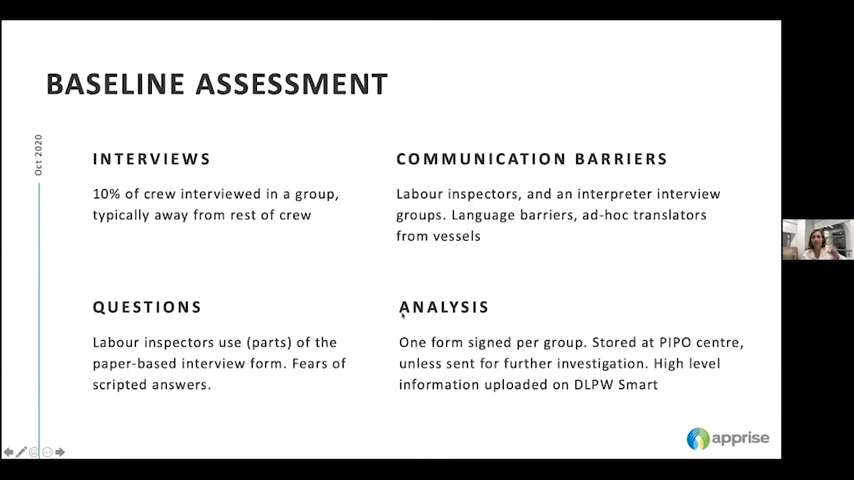 BASELINE ASSESSMENT
Oct 2020
INTERVIEWS
10% of crew interviewed in a group,
typically away from rest of crew
COMMUNICATION BARRIERS
Labour inspectors, and an interpreter interview
groups. Language barriers, ad-hoc translators
from vessels
QUESTIONS
Labour inspectors use (parts) of the
paper-based interview form. Fears of
scripted answers.
ANALYSIS
One form signed per group. Stored at PIPO centre,
unless sent for further investigation. High level
information uploaded on DLPW Smart
apprise